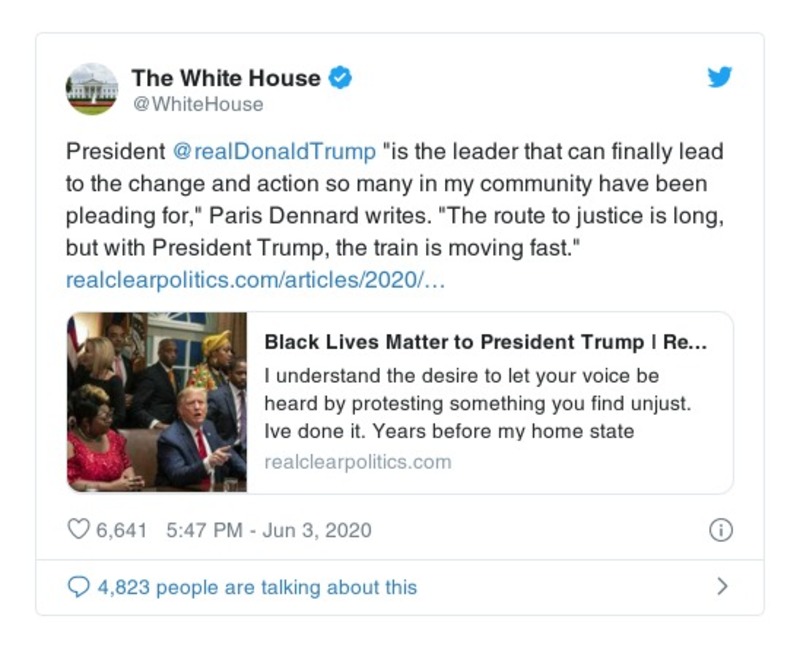 The White House
@WhiteHouse
President @realDonaldTrump "is the leader that can finally lead
to the change and action so many in my community have been
pleading for," Paris Dennard writes. "The route to justice is long,
but with President Trump, the train is moving fast."
realclearpolitics.com/articles/2020/…
Black Lives Matter to President Trump | Re...
I understand the desire to let your voice be
heard by protesting something you find unjust.
Ive done it. Years before my home state
realclearpolitics.com
6,641 5:47 PM - Jun 3, 2020
4,823 people are talking about this